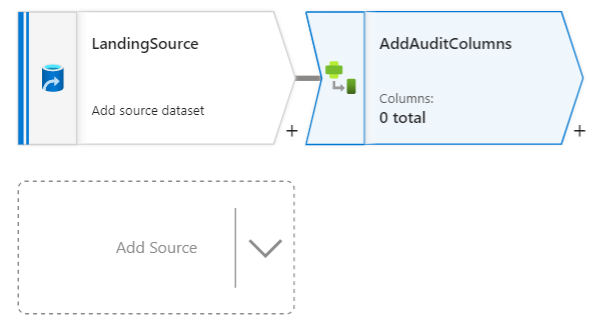 LandingSource
Add source dataset
+
AddAuditColumns
Columns:
0 total
+
Add Source